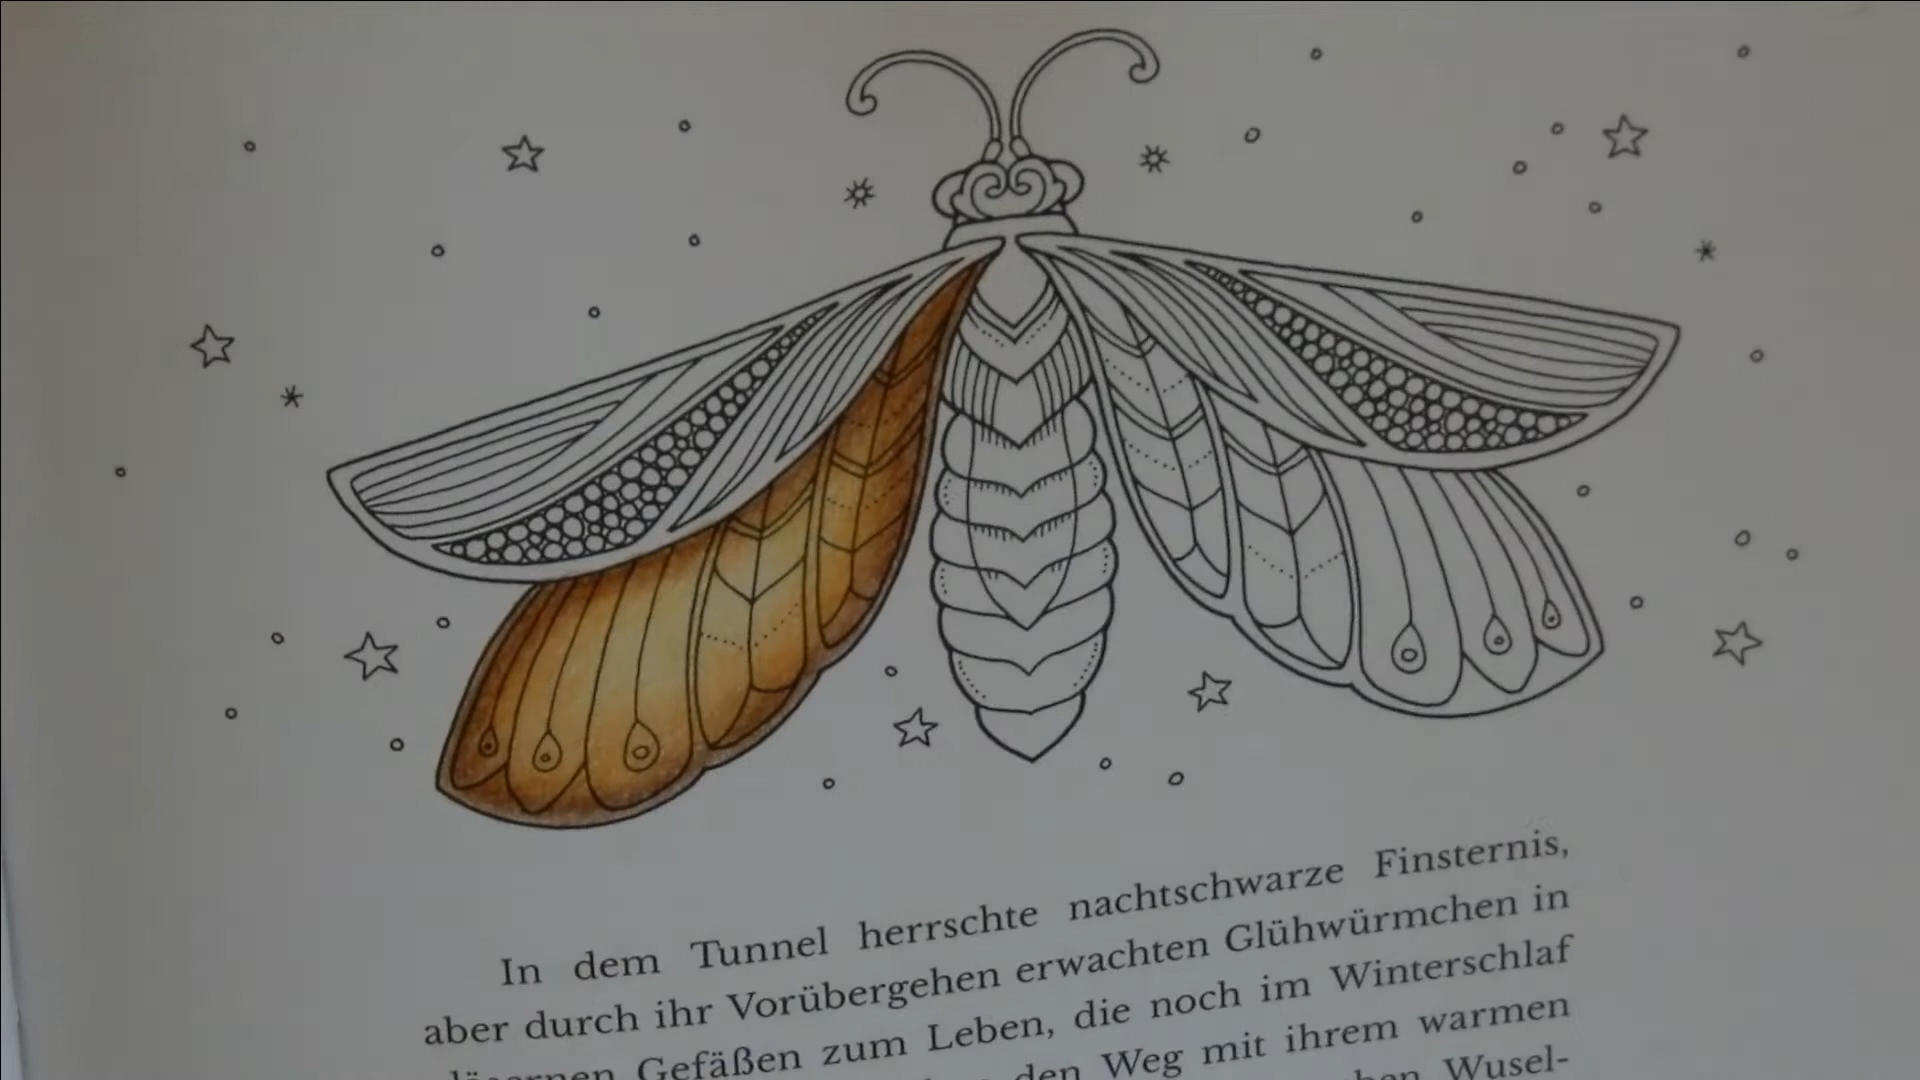 In dem Tunnel herrschte nachtschwarze Finsternis,
aber durch ihr Vorübergehen erwachten Glühwürmchen in
Gefäßen zum Leben, die noch im Winterschlaf
den Weg mit ihrem warmen
Wusel-